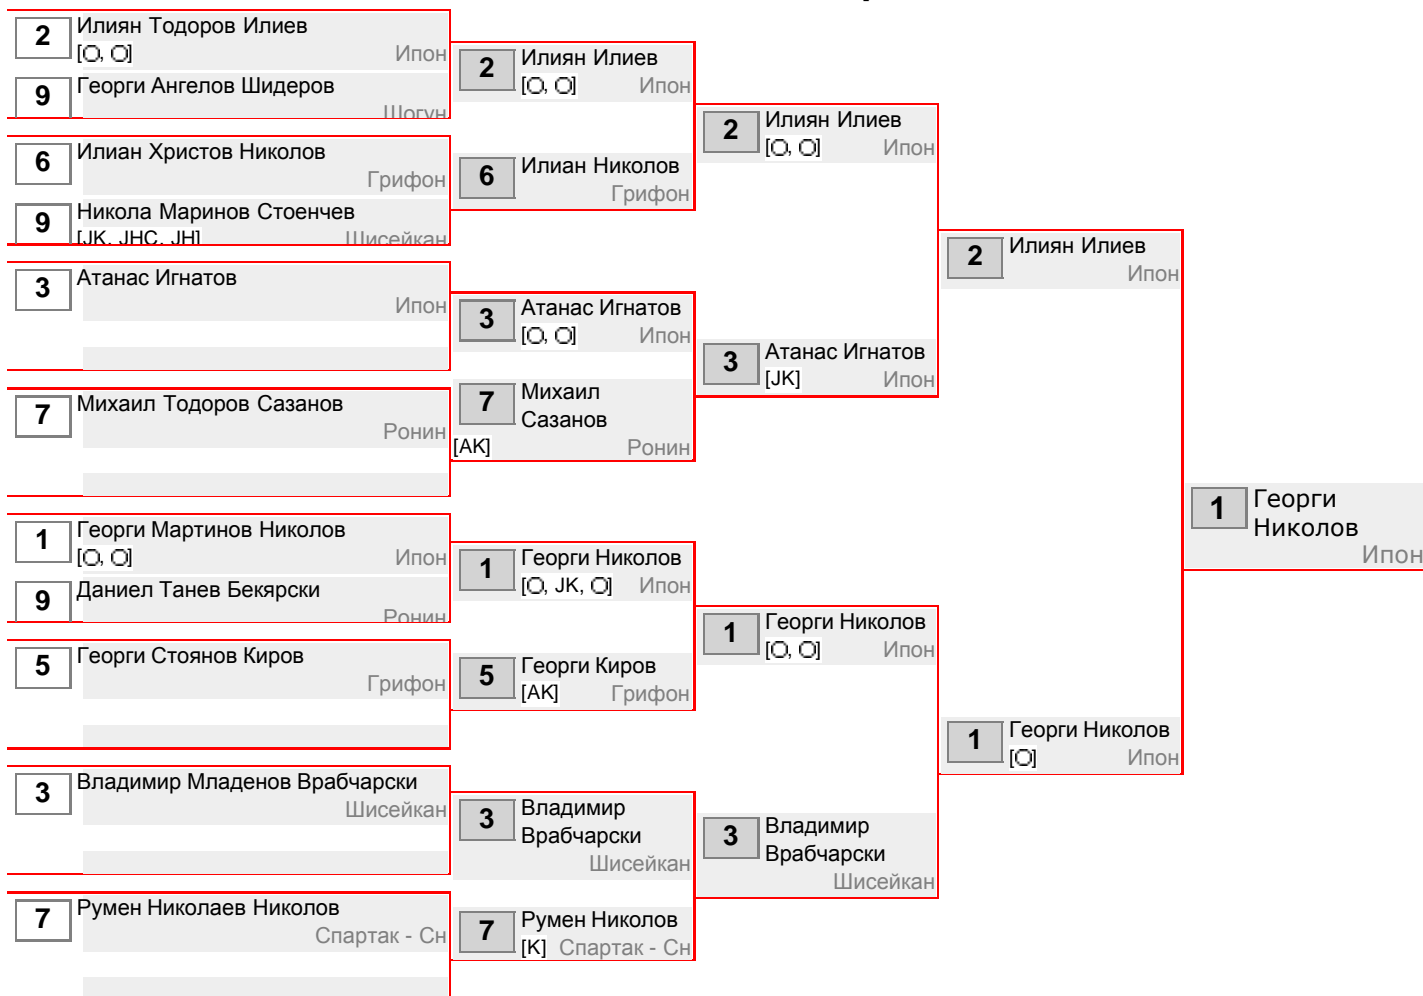 2 Илиян Тодоров Илиев
[O, O] Ипон
9 Георги Ангелов Шидеров
Шогун
6 Илиан Христов Николов
Грифон
9 Никола Маринов Стоенчев
[JK, JHC, JH] Шисейкан
3 Атанас Игнатов
Ипон
7 Михаил Тодоров Сазанов
Ронин
1 Георги Мартинов Николов
[O, O] Ипон
9 Даниел Танев Бекярски
Ронин
5 Георги Стоянов Киров
Грифон
3 Владимир Младенов Врабчарски
Шисейкан
7 Румен Николаев Николов
Спартак - Сн
2 Илиян Илиев
[O, O] Ипон
6 Илиан Николов
Грифон
3 Атанас Игнатов
[O, O] Ипон
7 Михаил
Сазанов
[AK] Ронин
1 Георги Николов
[O, JK, O] Ипон
5 Георги Киров
[AK] Грифон
3 Владимир
Врабчарски
Шисейкан
7 Румен Николов
[K] Спартак - Сн
2 Илиян Илиев
[O, O] Ипон
3 Атанас Игнатов
[JK] Ипон
1 Георги Николов
[O, O] Ипон
3 Владимир
Врабчарски
Шисейкан
2 Илиян Илиев
Ипон
1 Георги Николов
[O] Ипон
1 Георги
Николов
Ипон